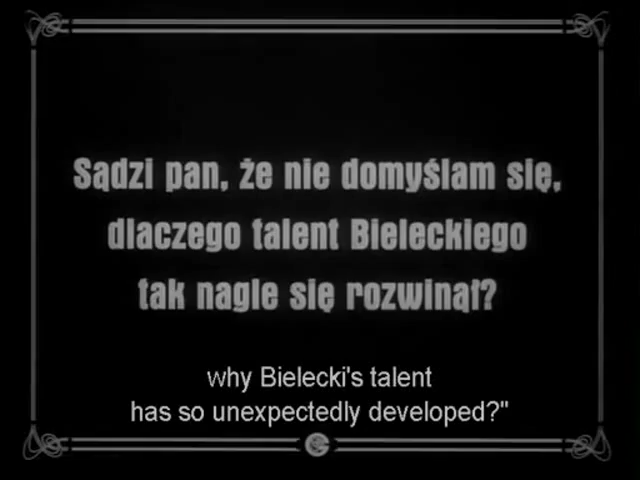 Sądzi pan, że nie domyślam się,
dlaczego talent Bieleckiego
tak nagle się rozwinął?
why Bielecki's talent
has so unexpectedly developed?"